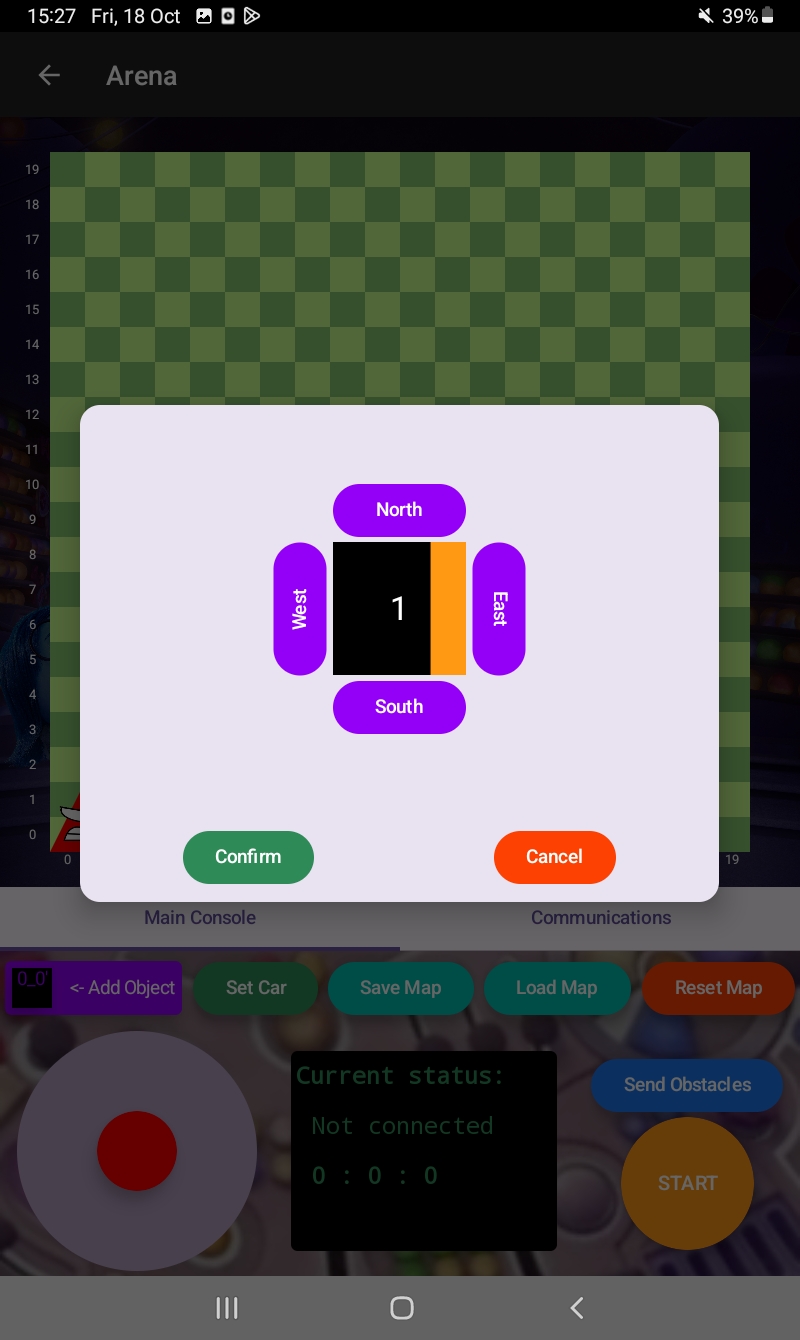 15:27 Fri, 18 Oct 39%
Arena
19
18
17
16
15
14
13
12
11
10
9
8
7
6
5
4
3
2
1
0
North
West
1
East
South
Confirm
Cancel
0 19
Main Console
Communications
0_0'
<- Add Object
Set Car
Save Map
Load Map
Reset Map
Current status:
Not connected
0 : 0 : 0
Send Obstacles
START